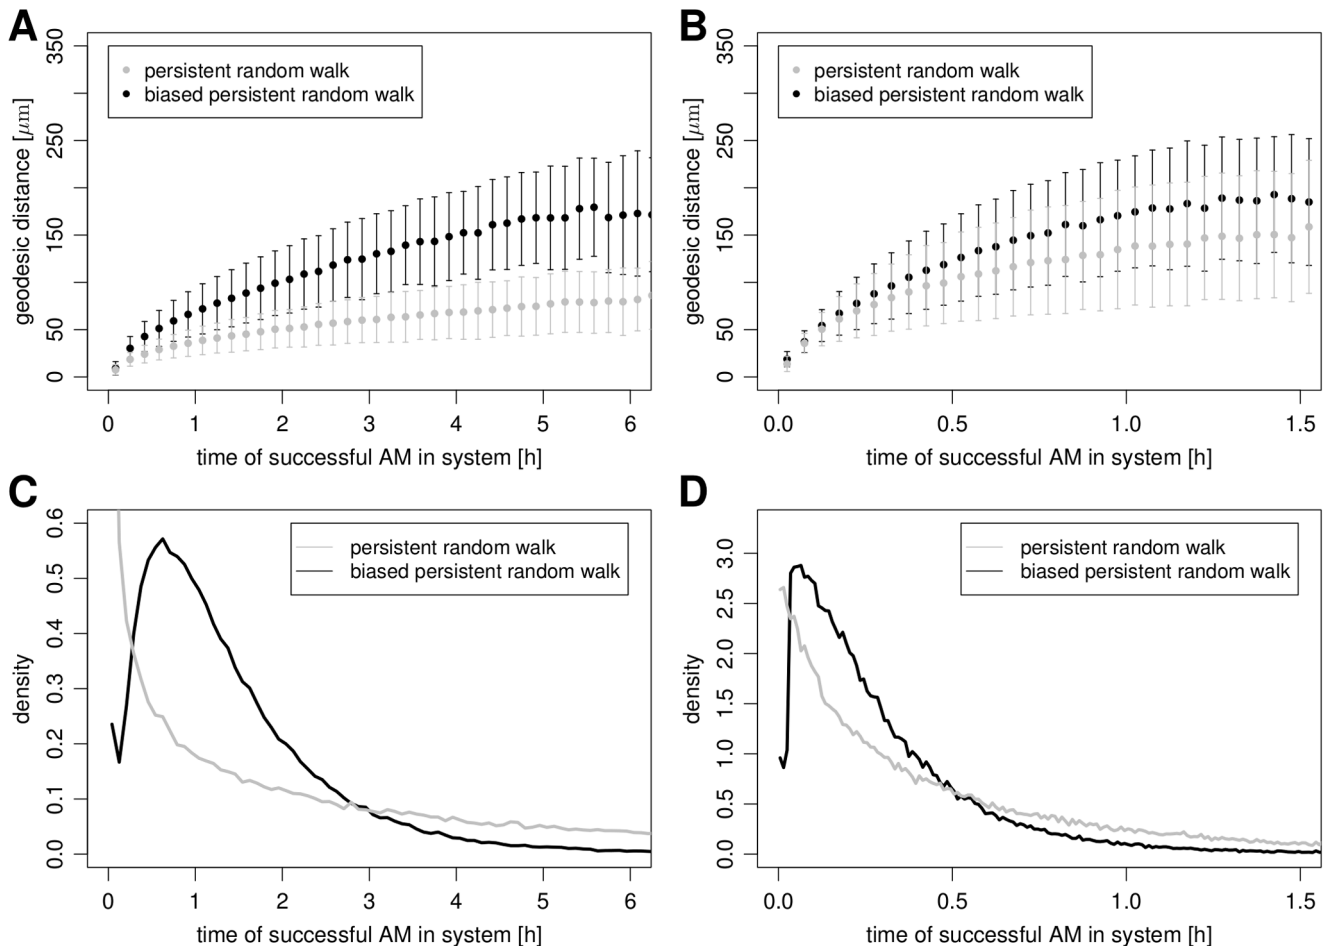 A
350
250
150
50
0
geodesic distance [μm]
persistent random walk
biased persistent random walk
0 1 2 3 4 5 6
time of successful AM in system [h]
B
350
250
150
50
0
geodesic distance [μm]
persistent random walk
biased persistent random walk
0.0 0.5 1.0 1.5
time of successful AM in system [h]
C
0.6
0.5
0.4
0.3
0.2
0.1
0.0
density
persistent random walk
biased persistent random walk
0 1 2 3 4 5 6
time of successful AM in system [h]
D
3.0
2.5
2.0
1.5
1.0
0.5
0.0
density
persistent random walk
biased persistent random walk
0.0 0.5 1.0 1.5
time of successful AM in system [h]